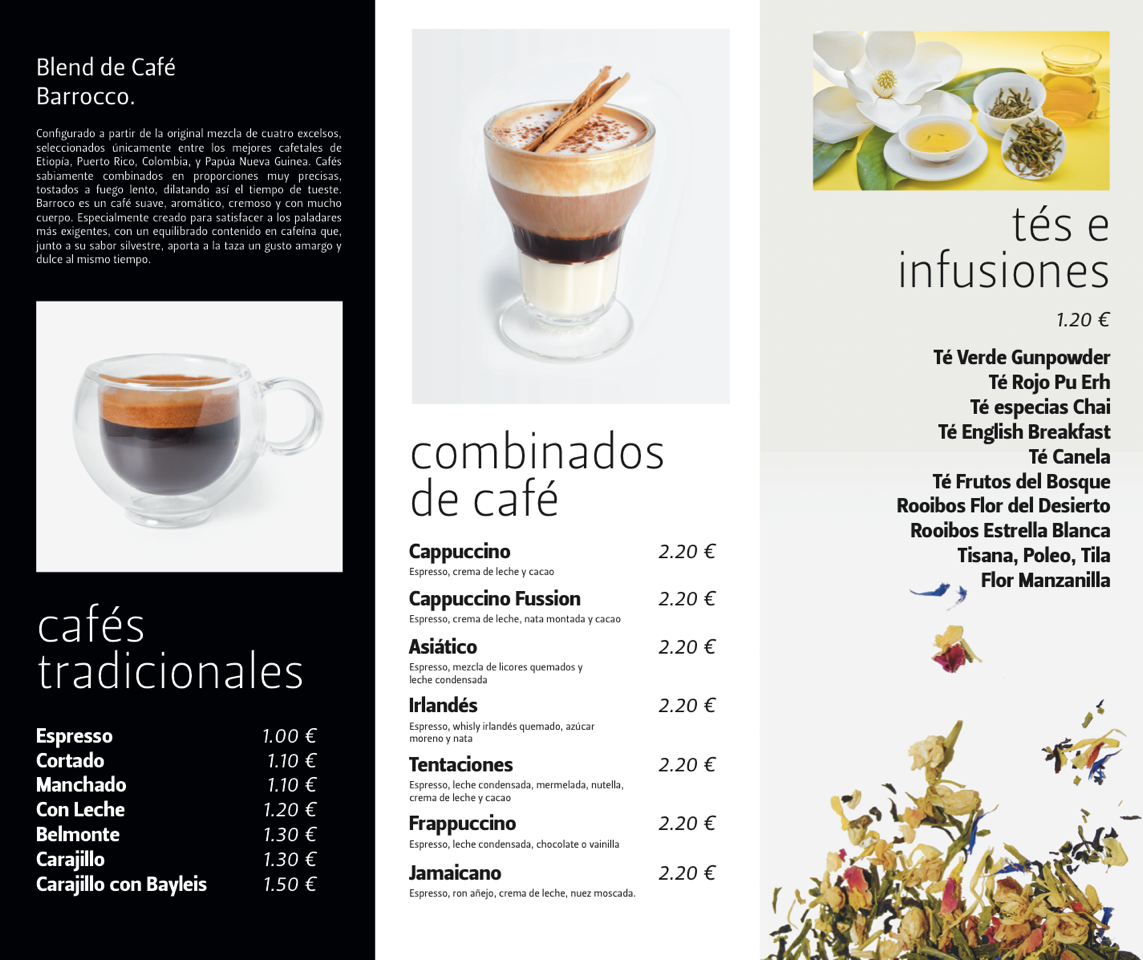 Blend de Café
Barrocco.
Configurado a partir de la original mezcla de cuatro excelsos,
seleccionados únicamente entre los mejores cafetales de
Etiopía, Puerto Rico, Colombia, y Papúa Nueva Guinea. Cafés
sabiamente combinados en proporciones muy precisas,
tostados a fuego lento, dilatando así el tiempo de tueste.
Barroco es un café suave, aromático, cremoso y con mucho
cuerpo. Especialmente creado para satisfacer a los paladares
más exigentes, con un equilibrado contenido en cafeína que,
junto a su sabor silvestre, aporta a la taza un gusto amargo y
dulce al mismo tiempo.
cafés
tradicionales
Espresso 1.00 €
Cortado 1.10 €
Manchado 1.10 €
Con Leche 1.20 €
Belmonte 1.30 €
Carajillo 1.30 €
Carajillo con Bayleis 1.50 €
combinados
de café
Cappuccino 2.20 €
Espresso, crema de leche y cacao
Cappuccino Fussion 2.20 €
Espresso, crema de leche, nata montada y cacao
Asiático 2.20 €
Espresso, mezcla de licores quemados y
leche condensada
Irlandés 2.20 €
Espresso, whisly irlandés quemado, azúcar
moreno y nata
Tentaciones 2.20 €
Espresso, leche condensada, mermelada, nutella,
crema de leche y cacao
Frappuccino 2.20 €
Espresso, leche condensada, chocolate o vainilla
Jamaicano 2.20 €
Espresso, ron añejo, crema de leche, nuez moscada.
tés e
infusiones
1.20 €
Té Verde Gunpowder
Té Rojo Pu Erh
Té especias Chai
Té English Breakfast
Té Canela
Té Frutos del Bosque
Rooibos Flor del Desierto
Rooibos Estrella Blanca
Tisana, Poleo, Tila
Flor Manzanilla